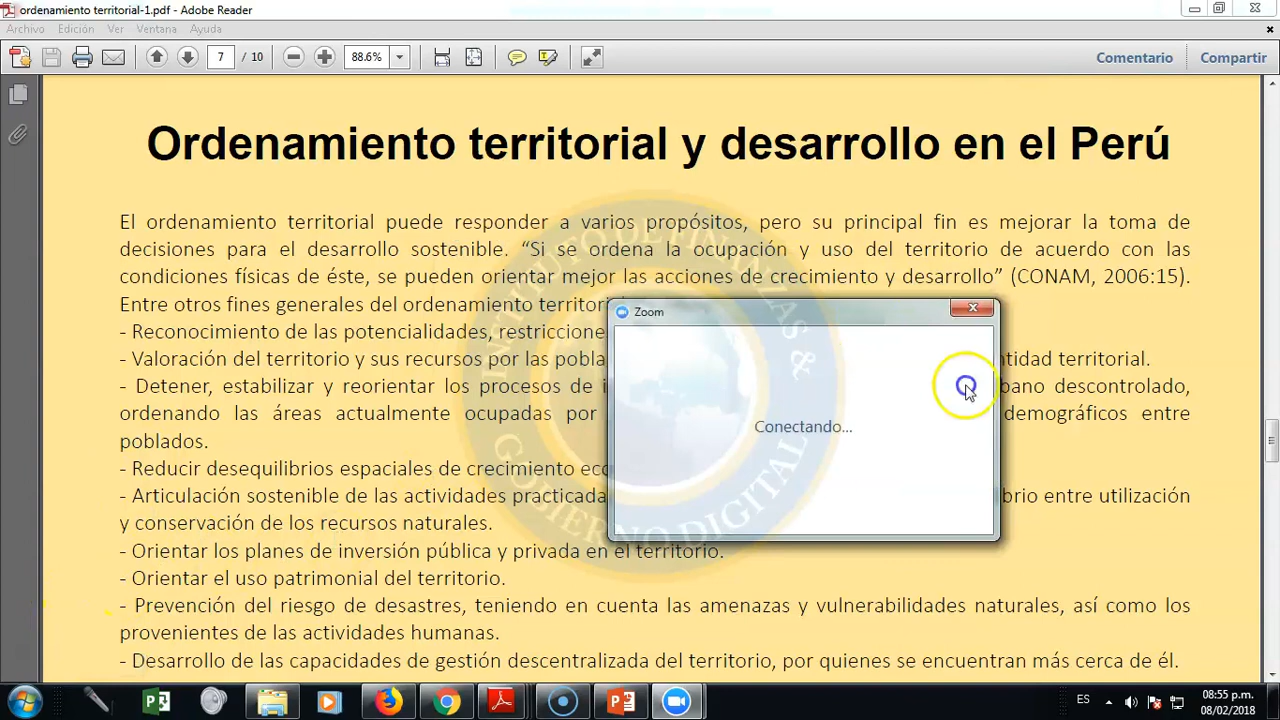 ordenamiento territorial-1.pdf - Adobe Reader
Archivo Edición Ver Ventana Ayuda
7 / 10 88.6% Comentario Compartir
Ordenamiento territorial y desarrollo en el Perú
El ordenamiento territorial puede responder a varios propósitos, pero su principal fin es mejorar la toma de
decisiones para el desarrollo sostenible. “Si se ordena la ocupación y uso del territorio de acuerdo con las
condiciones físicas de éste, se pueden orientar mejor las acciones de crecimiento y desarrollo” (CONAM, 2006:15).
Entre otros fines generales del ordenamiento
- Reconocimiento de las potencialidades,
- Valoración del territorio y sus recursos por las territorial.
- Detener, estabilizar y reorientar los procesos de descontrolado,
ordenando las áreas actualmente ocupadas por demográficos entre
poblados.
- Reducir desequilibrios espaciales de crecimiento
- Articulación sostenible de las actividades entre utilización
y conservación de los recursos naturales.
- Orientar los planes de inversión pública y privada en el territorio.
- Orientar el uso patrimonial del territorio.
- Prevención del riesgo de desastres, teniendo en cuenta las amenazas y vulnerabilidades naturales, así como los
provenientes de las actividades humanas.
- Desarrollo de las capacidades de gestión descentralizada del territorio, por quienes se encuentran más cerca de él.
Zoom
Conectando...
INSTITUTO DE FINANZAS &
GOBIERNO DIGITAL
ES 08:55 p.m.
08/02/2018